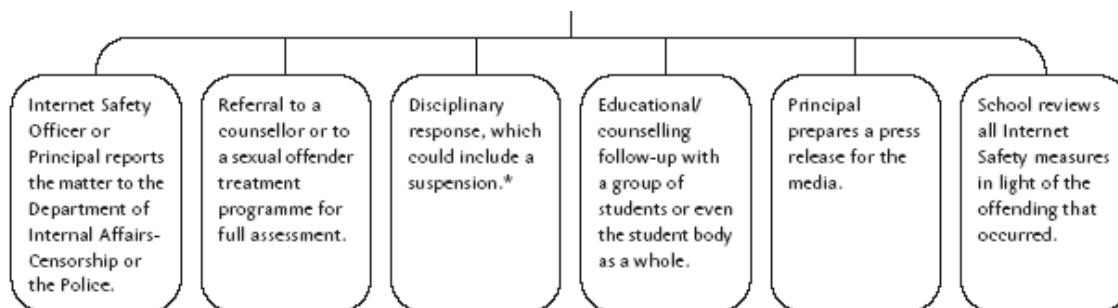 Internet Safety
Officer or
Principal reports
the matter to the
Department of
Internal Affairs-
Censorship or
the Police.
Referral to a
counsellor or to
a sexual offender
treatment
programme for
full assessment.
Disciplinary
response, which
could include a
suspension.*
Educational/
counselling
follow-up with
a group of
students or even
the student body
as a whole.
Principal
prepares a press
release for the
media.
School reviews
all Internet
Safety measures
in light of the
offending that
occurred.